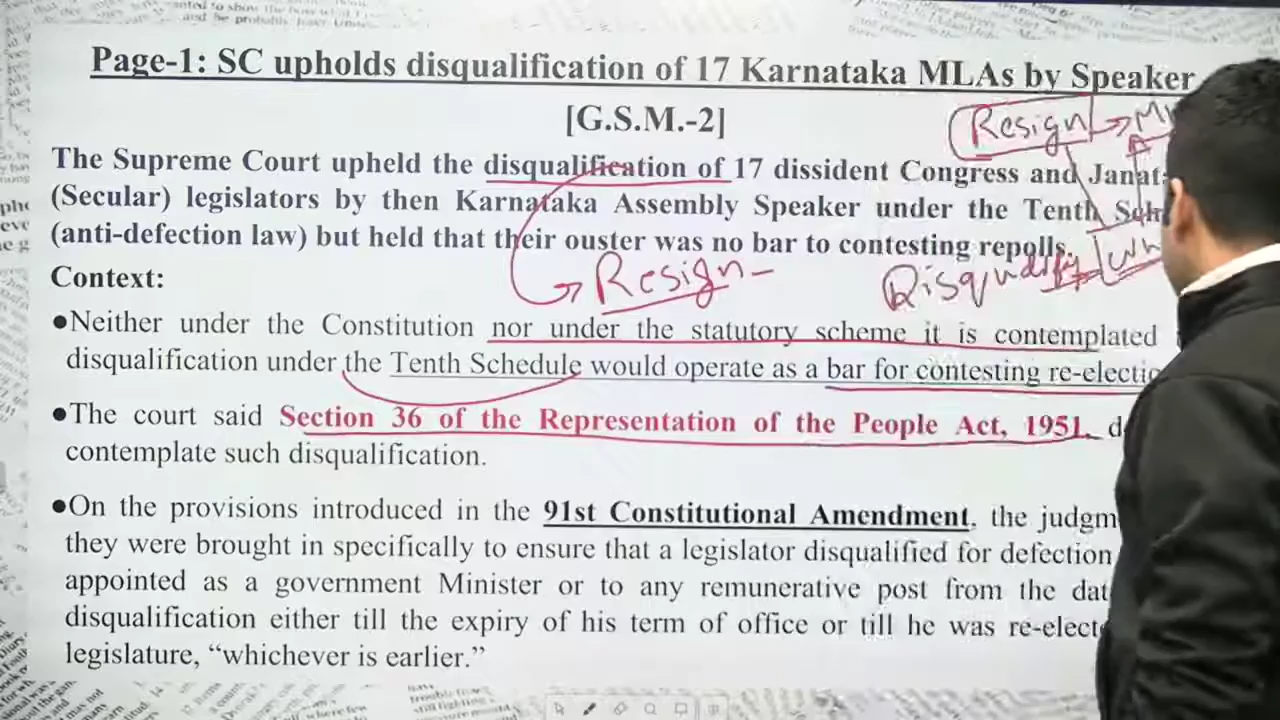 Page-1: SC upholds disqualification of 17 Karnataka MLAs by Speaker
[G.S.M.-2]
Resign
The Supreme Court upheld the disqualification of 17 dissident Congress and
(Secular) legislators by then Karnataka Assembly Speaker under the Tenth
(anti-defection law) but held that their ouster was no bar to contesting repolls.
Resign
Disqualify
Context:
●Neither under the Constitution nor under the statutory scheme it is contemplated
disqualification under the Tenth Schedule would operate as a bar for contesting
●The court said Section 36 of the Representation of the People Act, 1951,
contemplate such disqualification.
●On the provisions introduced in the 91st Constitutional Amendment, the
they were brought in specifically to ensure that a legislator disqualified for defection
appointed as a government Minister or to any remunerative post from the
disqualification either till the expiry of his term of office or till he was
legislature, “whichever is earlier.”